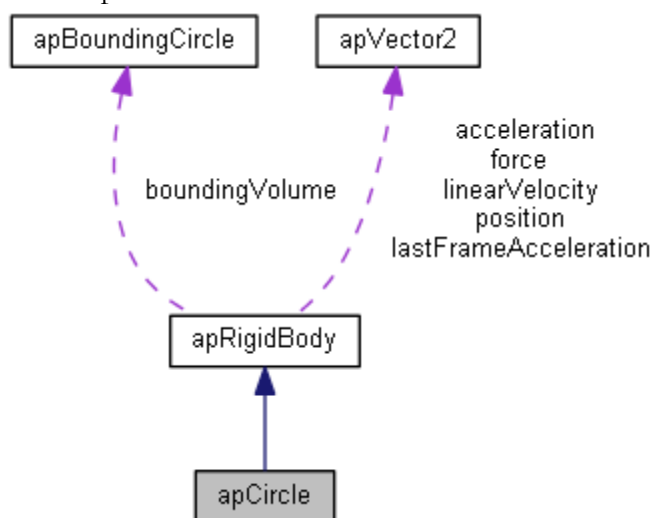 apBoundingCircle
apVector2
acceleration
force
boundingVolume
linearVelocity
position
lastFrameAcceleration
apRigidBody
apCircle